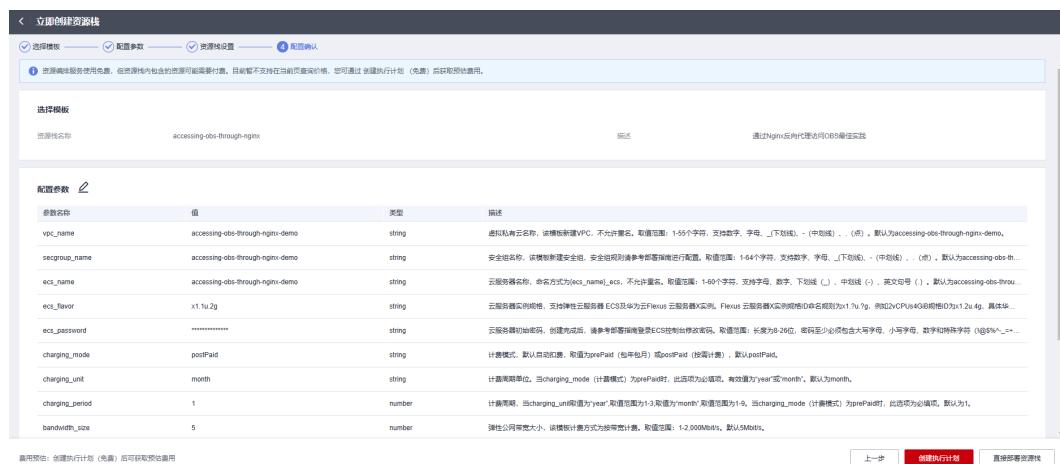 立即创建资源栈
选择模板 配置参数 资源栈设置 4 配置确认
资源编排服务使用免费，但资源栈内包含的资源可能需要付费。目前暂不支持在当前页查询价格，您可通过 创建执行计划 （免费）后获取预估费用。
选择模板
资源栈名称 accessing-obs-through-nginx 描述 通过Nginx反向代理访问OBS最佳实践
配置参数
参数名称 值 类型 描述
vpc_name accessing-obs-through-nginx-demo string 虚拟私有云名称，该模板新建VPC，不允许重名。取值范围：1-55个字符，支持数字、字母、_(下划线)、-（中划线）、.（点）。默认为accessing-obs-through-nginx-demo。
secgroup_name accessing-obs-through-nginx-demo string 安全组名称，该模板新建安全组，安全组规则请参考部署指南进行配置。取值范围：1-64个字符，支持数字、字母、_(下划线)、-（中划线）、.（点）。默认为accessing-obs-th...
ecs_name accessing-obs-through-nginx-demo string 云服务器名称，命名方式为{ecs_name}_ecs，不允许重名。取值范围：1-60个字符，支持字母、数字、下划线（_）、中划线（-）、英文句号（.）。默认为accessing-obs-throu...
ecs_flavor x1.1u.2g string 云服务器实例规格，支持弹性云服务器 ECS及华为云Flexus 云服务器X实例。Flexus 云服务器X实例规格ID命名规则为x1.?u.?g，例如2vCPUs4GiB规格ID为x1.2u.4g，具体华...
ecs_password ************** string 云服务器初始密码，创建完成后，请参考部署指南登录ECS控制台修改密码。取值范围：长度为8-26位，密码至少必须包含大写字母、小写字母、数字和特殊字符（!@$%^-_=+...
charging_mode postPaid string 计费模式，默认自动扣费，取值为prePaid（包年包月）或postPaid（按需计费），默认postPaid。
charging_unit month string 计费周期单位。当charging_mode（计费模式）为prePaid时，此选项为必填项。有效值为"year"或"month"。默认为month。
charging_period 1 number 计费周期，当charging_unit取值为"year",取值范围为1-3,取值为"month",取值范围为1-9。当charging_mode（计费模式）为prePaid时，此选项为必填项。默认为1。
bandwidth_size 5 number 弹性公网带宽大小，该模板计费方式为按带宽计费。取值范围：1-2,000Mbit/s。默认5Mbit/s。
费用预估：创建执行计划（免费）后可获取预估费用 上一步 创建执行计划 直接部署资源栈